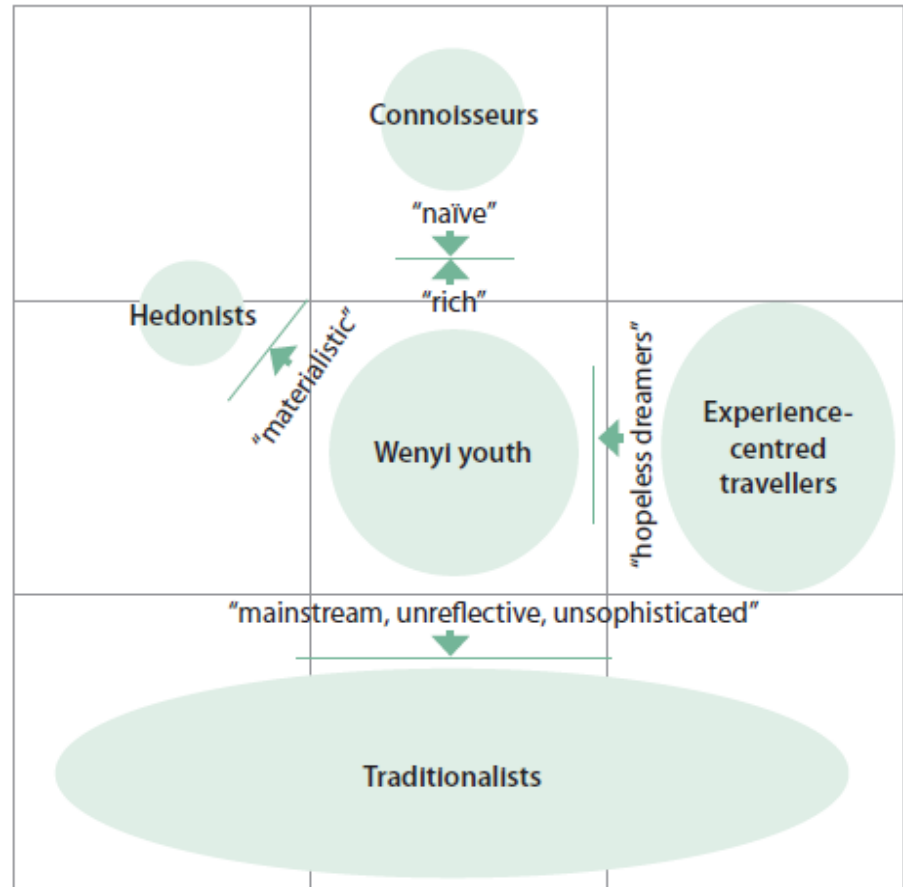 Connoisseurs
“naïve”
“rich”
Hedonists
“materialistic”
Wenyi youth
“hopeless dreamers”
Experience-
centred
travellers
“mainstream, unreflective, unsophisticated”
Traditionalists